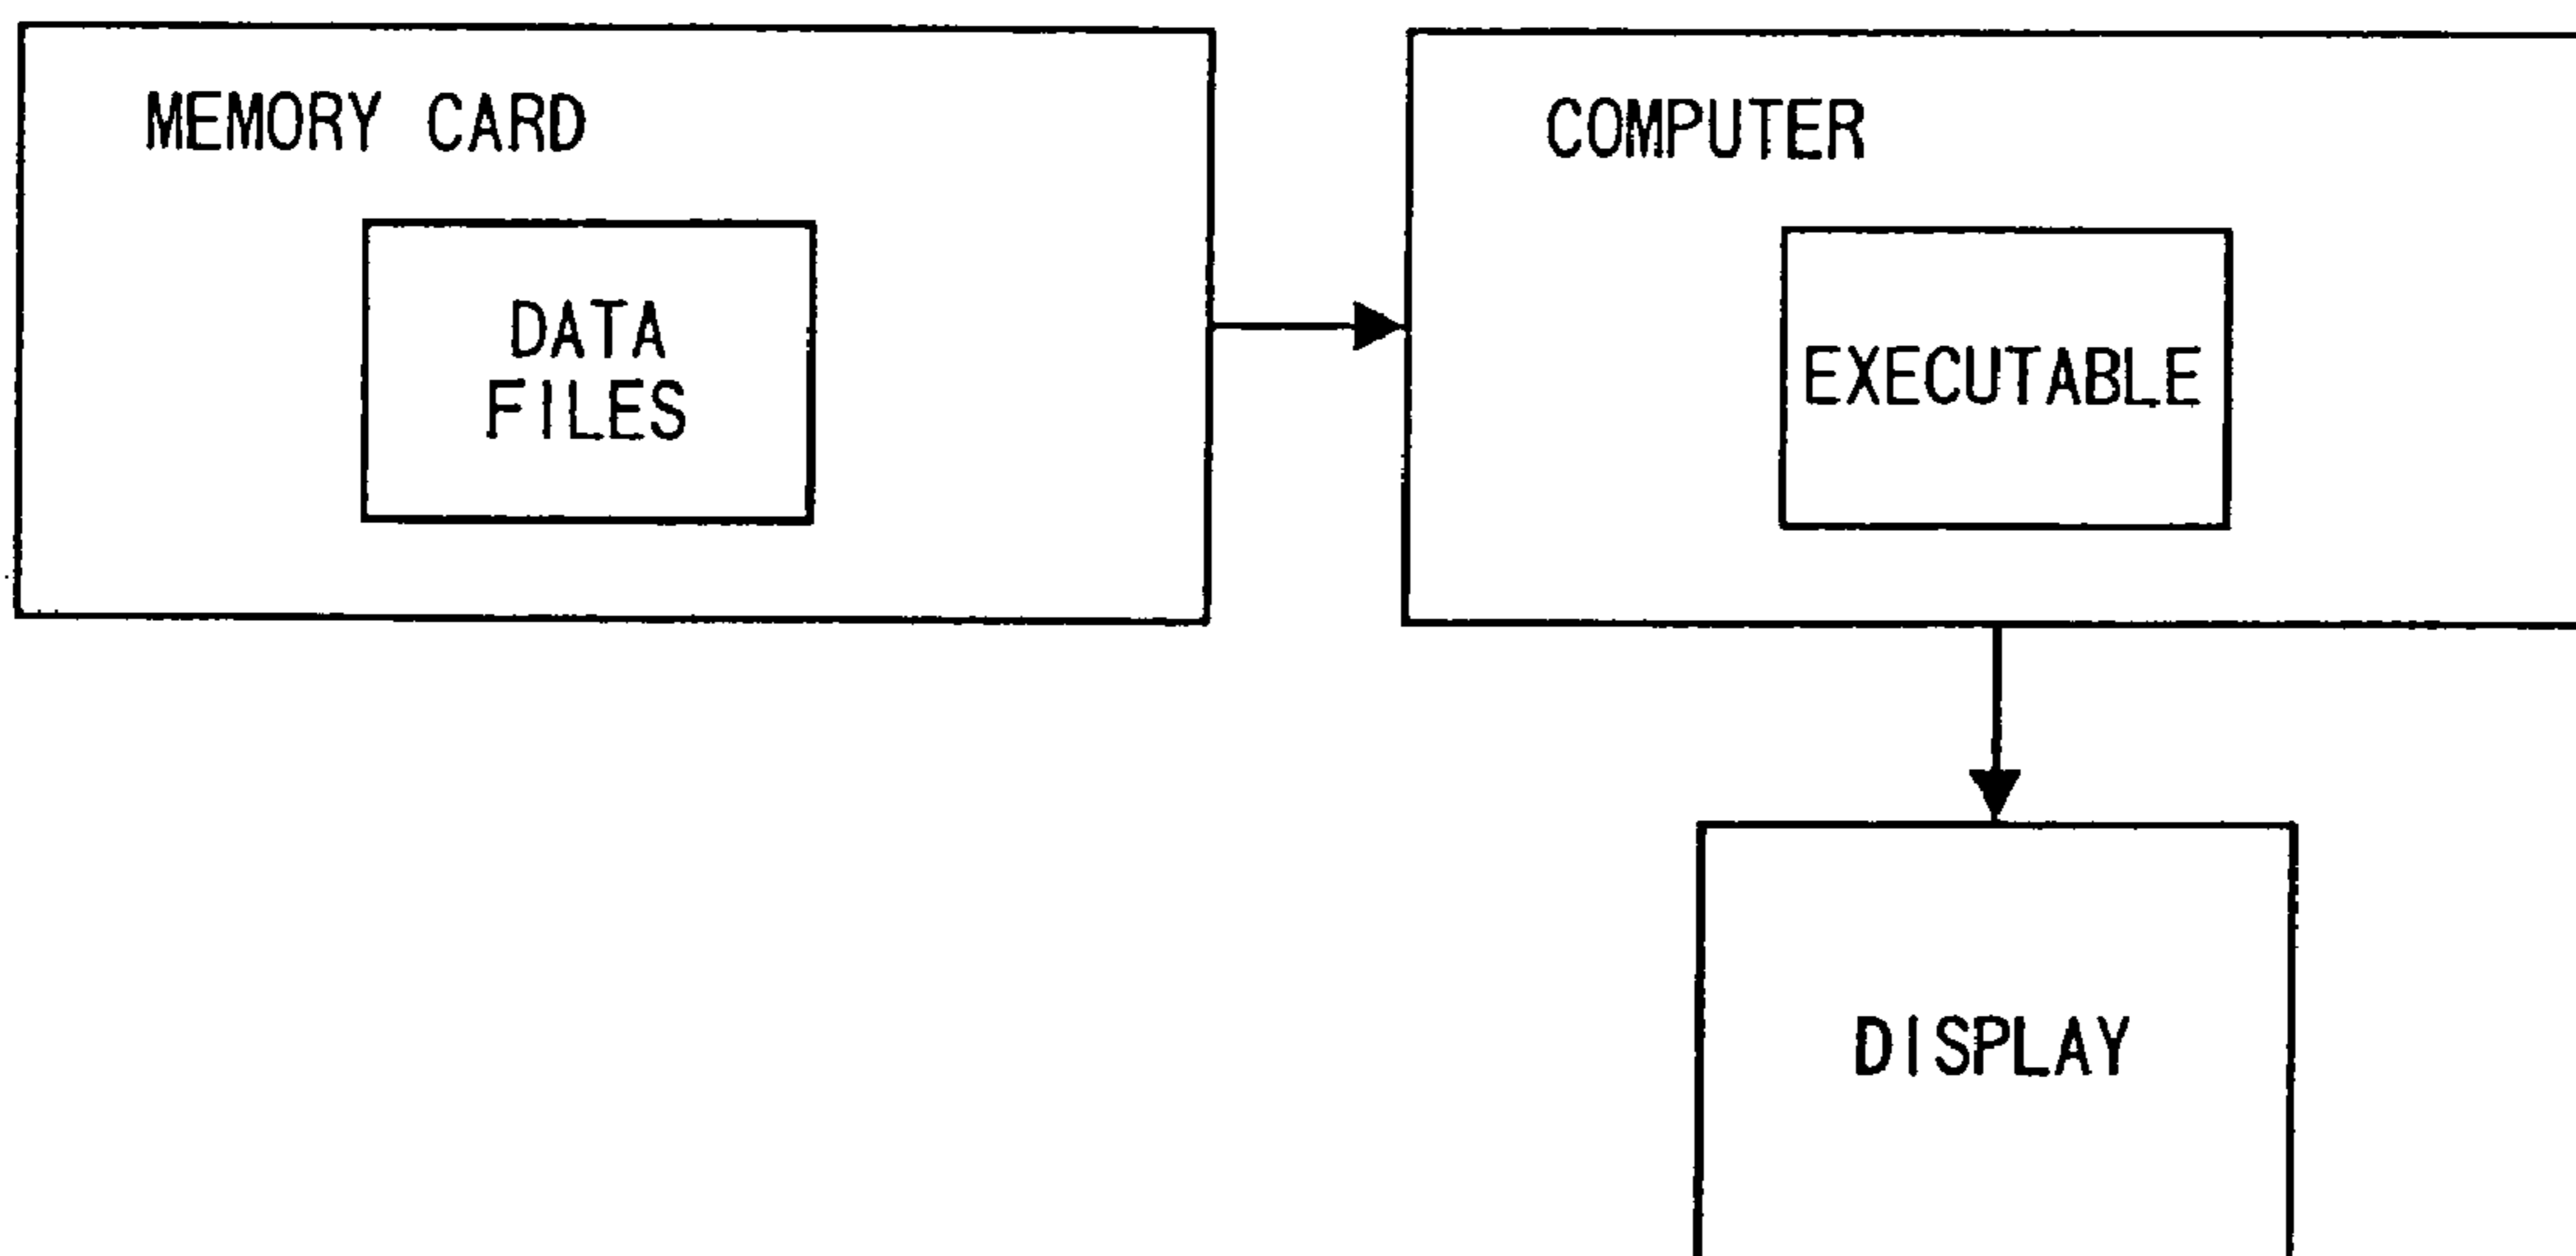 MEMORY CARD
DATA
FILES
COMPUTER
EXECUTABLE
DISPLAY